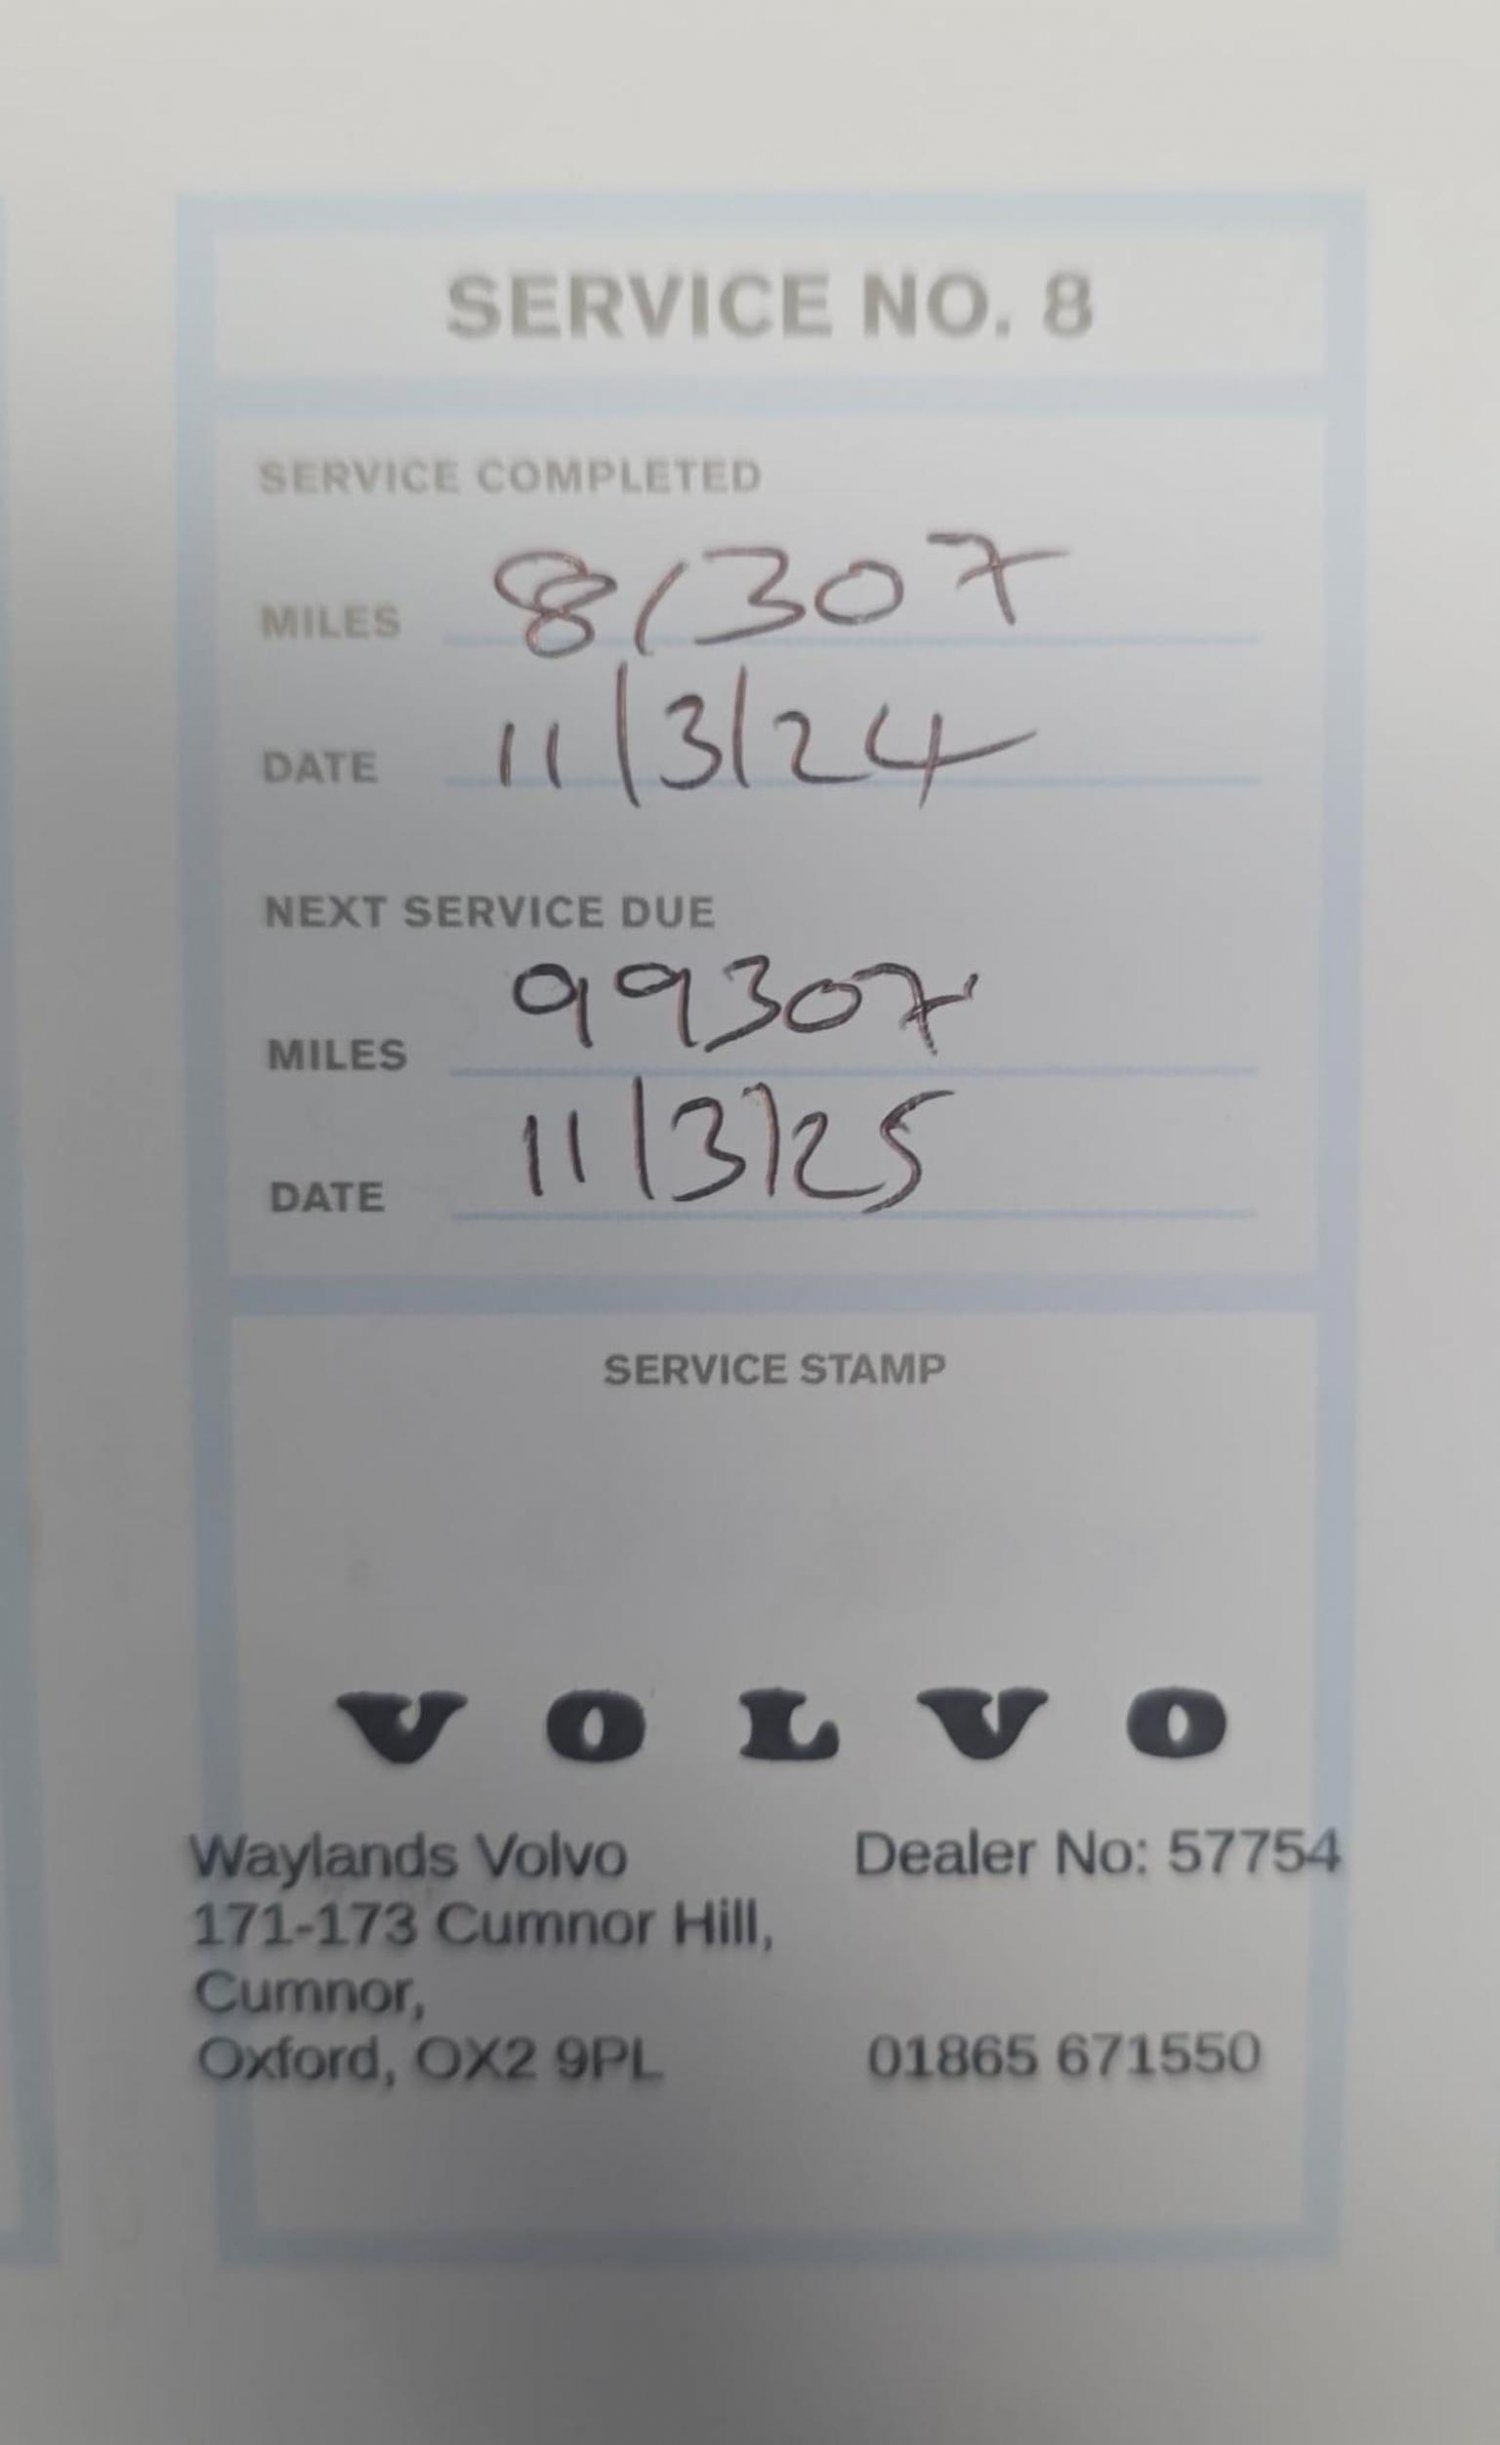 SERVICE NO. 8
SERVICE COMPLETED
MILES 81307
DATE 11/3/24
NEXT SERVICE DUE
MILES 99307
DATE 11/3/25
SERVICE STAMP
VOLVO
Waylands Volvo Dealer No: 57754
171-173 Cumnor Hill,
Cumnor,
Oxford, OX2 9PL 01865 671550